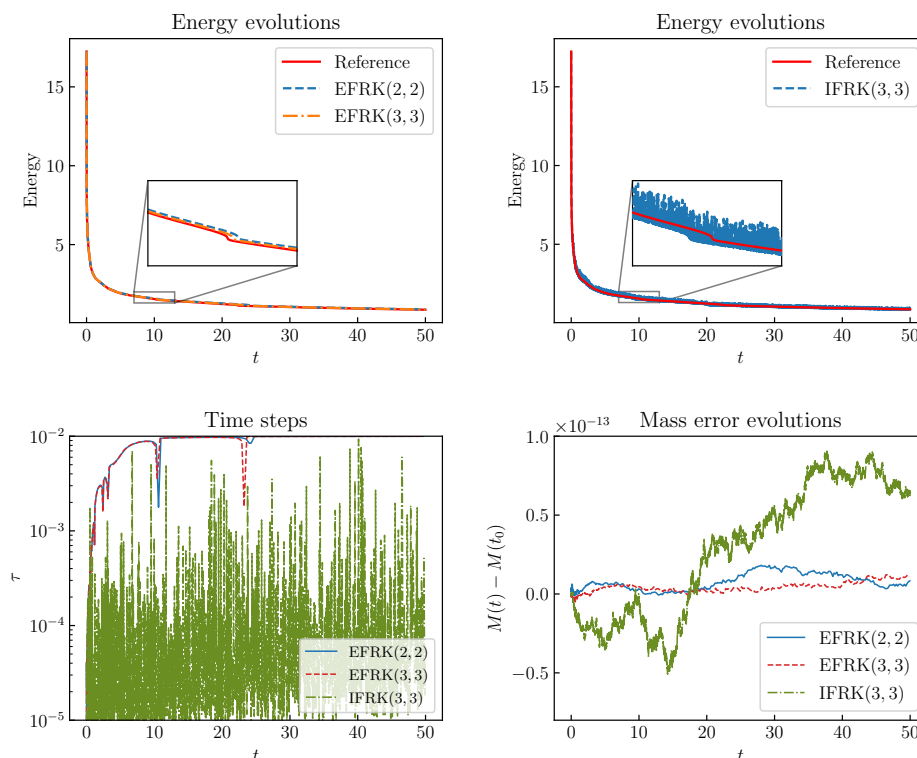 Energy evolutions
Energy
15
10
5
Reference
EFRK(2, 2)
EFRK(3, 3)
0 10 20 30 40 50
t
Energy evolutions
Energy
15
10
5
Reference
IFRK(3, 3)
0 10 20 30 40 50
t
Time steps
τ
10⁻²
10⁻³
10⁻⁴
10⁻⁵
EFRK(2, 2)
EFRK(3, 3)
IFRK(3, 3)
0 10 20 30 40 50
t
Mass error evolutions
×10⁻¹³
M(t) − M(t₀)
1.0
0.5
0.0
−0.5
EFRK(2, 2)
EFRK(3, 3)
IFRK(3, 3)
0 10 20 30 40 50
t